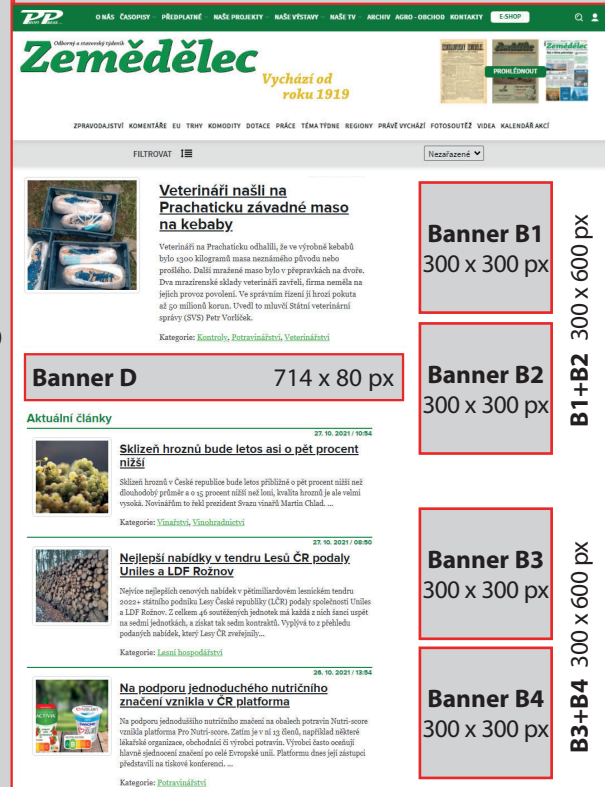 PP
O NÁS ČASOPISY PŘEDPLATNÉ NAŠE PROJEKTY NAŠE VÝSTAVY NAŠE TV ARCHIV AGRO - OBCHOD KONTAKTY E-SHOP
Odborný a stavovský týdeník
Zemědělec
Vychází od
roku 1919
Zemědělec
PROHLÉDNOUT
ZPRAVODAJSTVÍ KOMENTÁŘE EU TRHY KOMODITY DOTACE PRÁCE TÉMA TÝDNE REGIONY PRÁVĚ VYCHÁZÍ FOTOSOUTĚŽ VIDEA KALENDÁŘ AKCÍ
FILTROVAT
Nezařazené
Veterináři našli na
Prachaticku závadné maso
na kebaby
Veterináři na Prachaticku odhalili, že ve výrobně kebabů
bylo 1300 kilogramů masa neznámého původu nebo
prošlého. Další mražené maso bylo v přepravkách na dvoře.
Dva mrazírenské sklady veterináři zavřeli, firma neměla na
jejich provoz povolení. Ve správním řízení jí hrozí pokuta
až 50 milionů korun. Uvedl to mluvčí Státní veterinární
správy (SVS) Petr Vorlíček.
Kategorie: Kontroly, Potravinářství, Veterinářství
Banner B1
300 x 300 px
Banner B2
300 x 300 px
B1+B2 300 x 600 px
Banner D 714 x 80 px
Aktuální články
27. 10. 2021 / 10:54
Sklizeň hroznů bude letos asi o pět procent
nižší
Sklizeň hroznů v České republice bude letos přibližně o pět procent nižší než
dlouhodobý průměr a o 15 procent nižší než loni, kvalita hroznů je ale velmi
vysoká. Novinářům to řekl prezident Svazu vinařů Martin Chlad. ...
Kategorie: Vinařství, Vinohradnictví
27. 10. 2021 / 08:50
Nejlepší nabídky v tendru Lesů ČR podaly
Uniles a LDF Rožnov
Nejvíce nejlepších cenových nabídek v pětimiliardovém lesnickém tendru
2022+ státního podniku Lesy České republiky (LČR) podaly společnosti Uniles
a LDF Rožnov. Z celkem 46 soutěžených jednotek má každá z nich šanci uspět
na sedmi jednotkách, a získat tak sedm kontraktů. Vyplývá to z přehledu
podaných nabídek, který Lesy ČR zveřejnily...
Kategorie: Lesní hospodářství
26. 10. 2021 / 13:54
Na podporu jednoduchého nutričního
značení vznikla v ČR platforma
Na podporu jednoduššího nutričního značení na obalech potravin Nutri-score
vznikla platforma Pro Nutri-score. Zatím je v ní 13 členů, například některé
lékařské organizace, obchodníci či výrobci potravin. Výrobci často oceňují
hlavně sjednocení značení po celé Evropské unii. Platformu dnes její zástupci
představili na tiskové konferenci. ...
Kategorie: Potravinářství
ACTIVIA
Banner B3
300 x 300 px
Banner B4
300 x 300 px
B3+B4 300 x 600 px